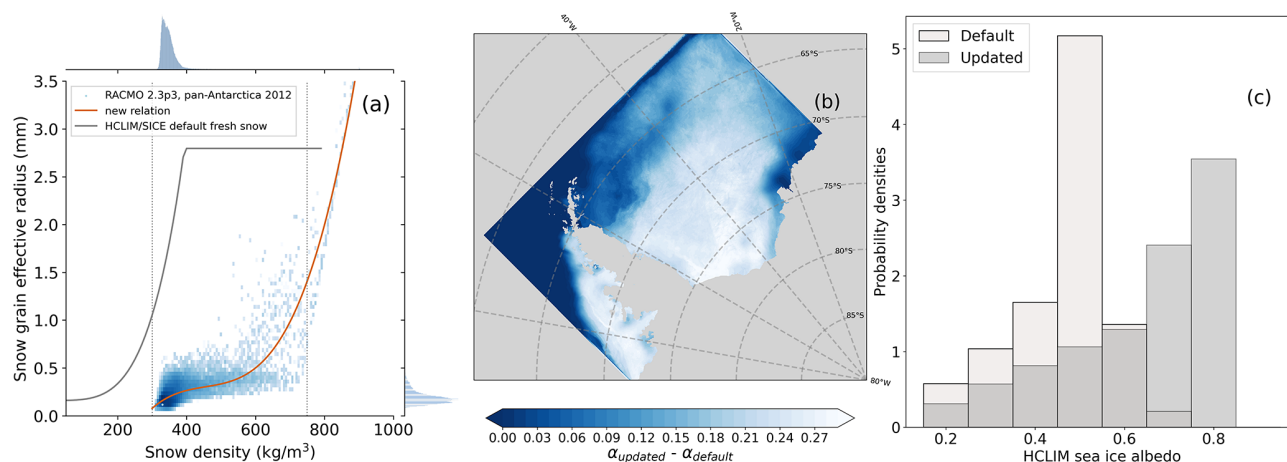 (a)
RACMO 2.3p3, pan-Antarctica 2012
new relation
HCLIM/SICE default fresh snow
Snow grain effective radius (mm)
3.5
3.0
2.5
2.0
1.5
1.0
0.5
0.0
200
400
600
800
1000
Snow density (kg/m³)
(b)
40°W
20°W
65°S
70°S
75°S
80°S
85°S
80°W
0.00
0.03
0.06
0.09
0.12
0.15
0.18
0.21
0.24
0.27
α_updated - α_default
(c)
Default
Updated
Probability densities
5
4
3
2
1
0
0.2
0.4
0.6
0.8
HCLIM sea ice albedo